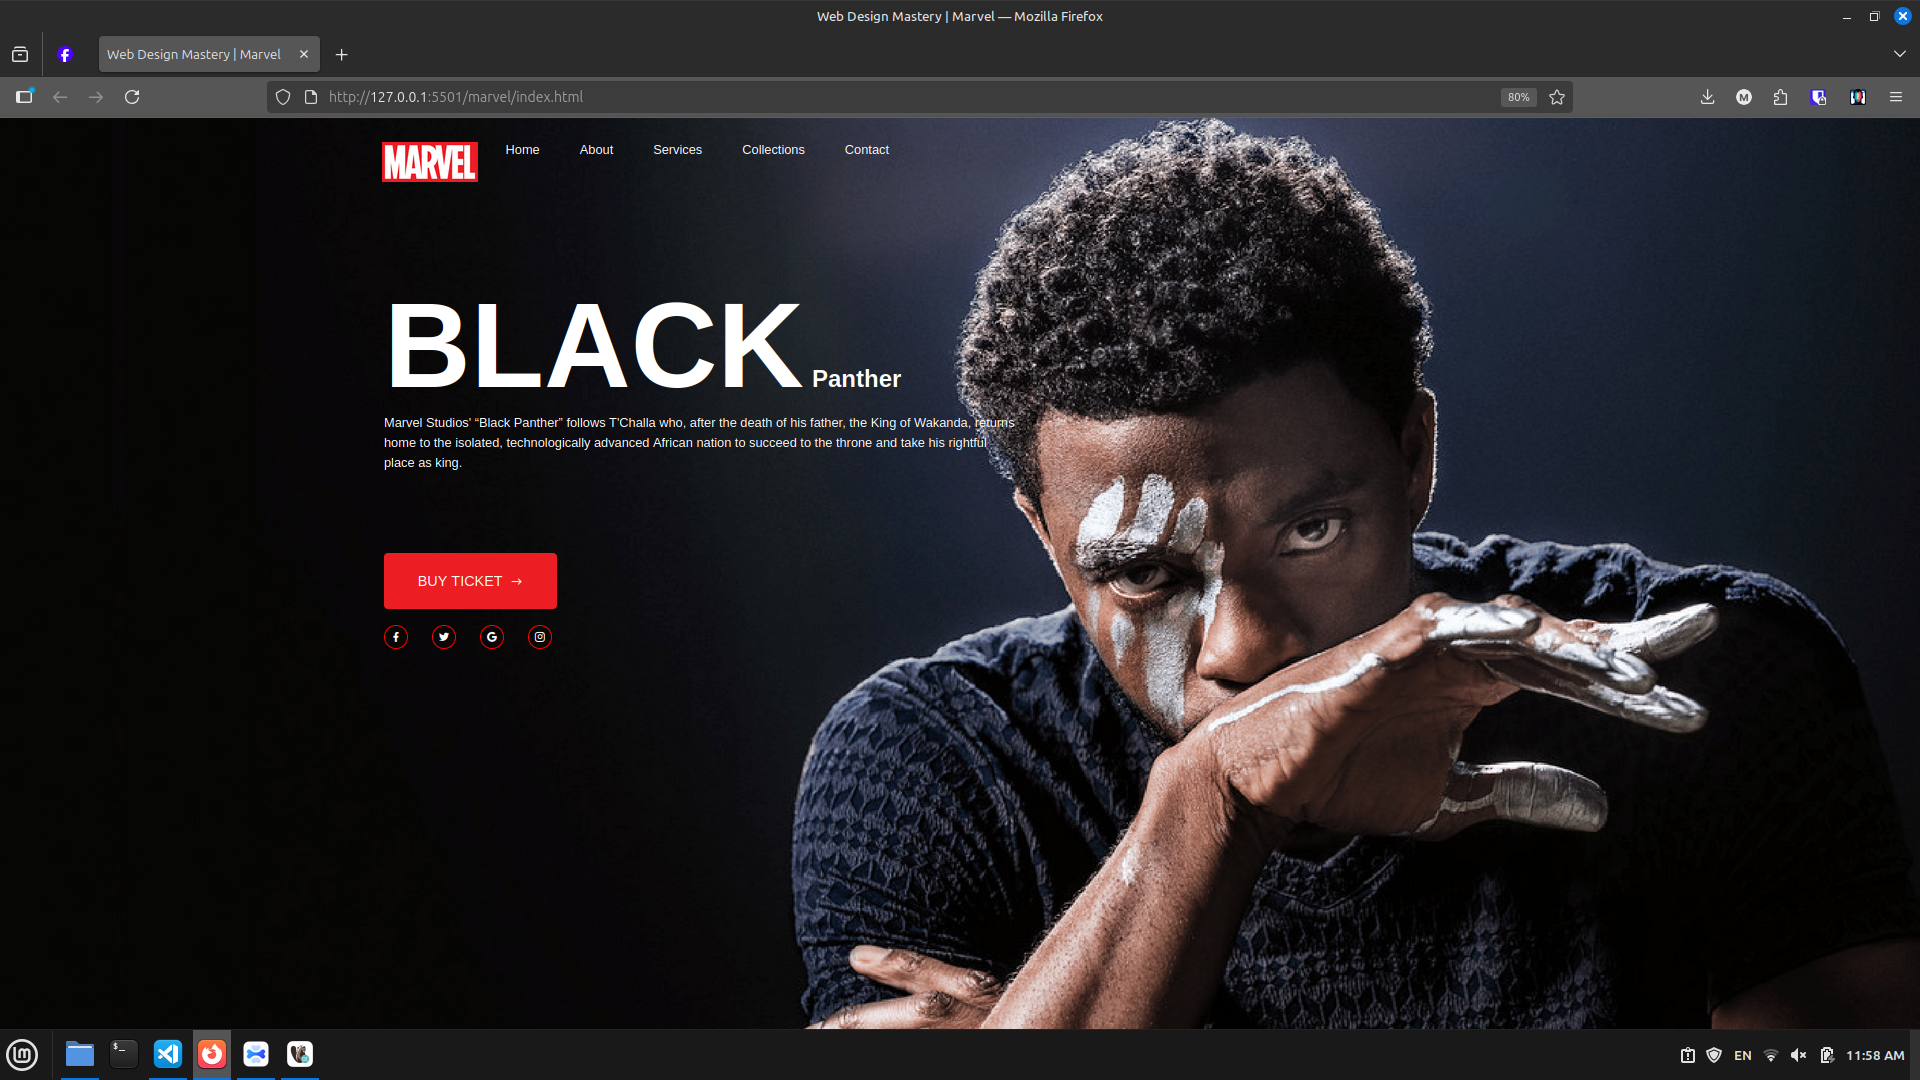 Web Design Mastery | Marvel — Mozilla Firefox
Web Design Mastery | Marvel
http://127.0.0.1:5501/marvel/index.html
80%
M
MARVEL
Home
About
Services
Collections
Contact
BLACK Panther
Marvel Studios' “Black Panther” follows T'Challa who, after the death of his father, the King of Wakanda, returns
home to the isolated, technologically advanced African nation to succeed to the throne and take his rightful
place as king.
BUY TICKET →
EN
11:58 AM